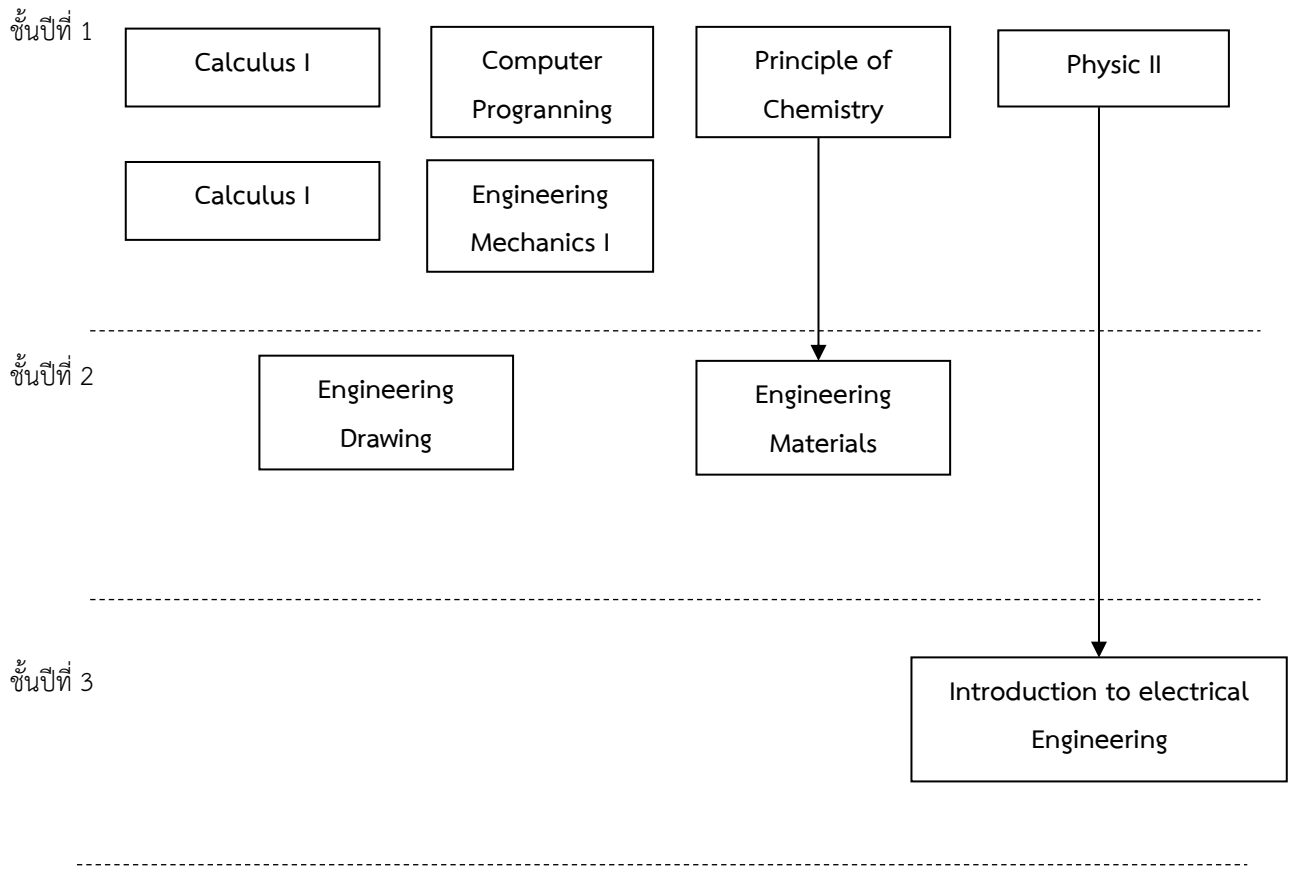 ชั้นปีที่ 1
Calculus I
Computer
Progranning
Principle of
Chemistry
Physic II
Calculus I
Engineering
Mechanics I
ชั้นปีที่ 2
Engineering
Drawing
Engineering
Materials
ชั้นปีที่ 3
Introduction to electrical
Engineering